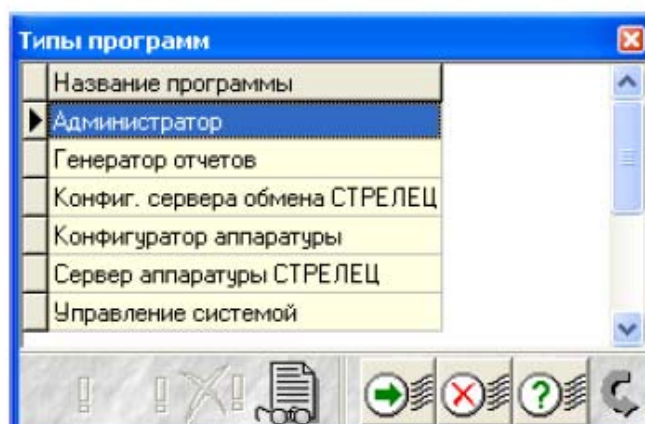 Типы программ
Название программы
Администратор
Генератор отчетов
Конфиг. сервера обмена СТРЕЛЕЦ
Конфигуратор аппаратуры
Сервер аппаратуры СТРЕЛЕЦ
Управление системой